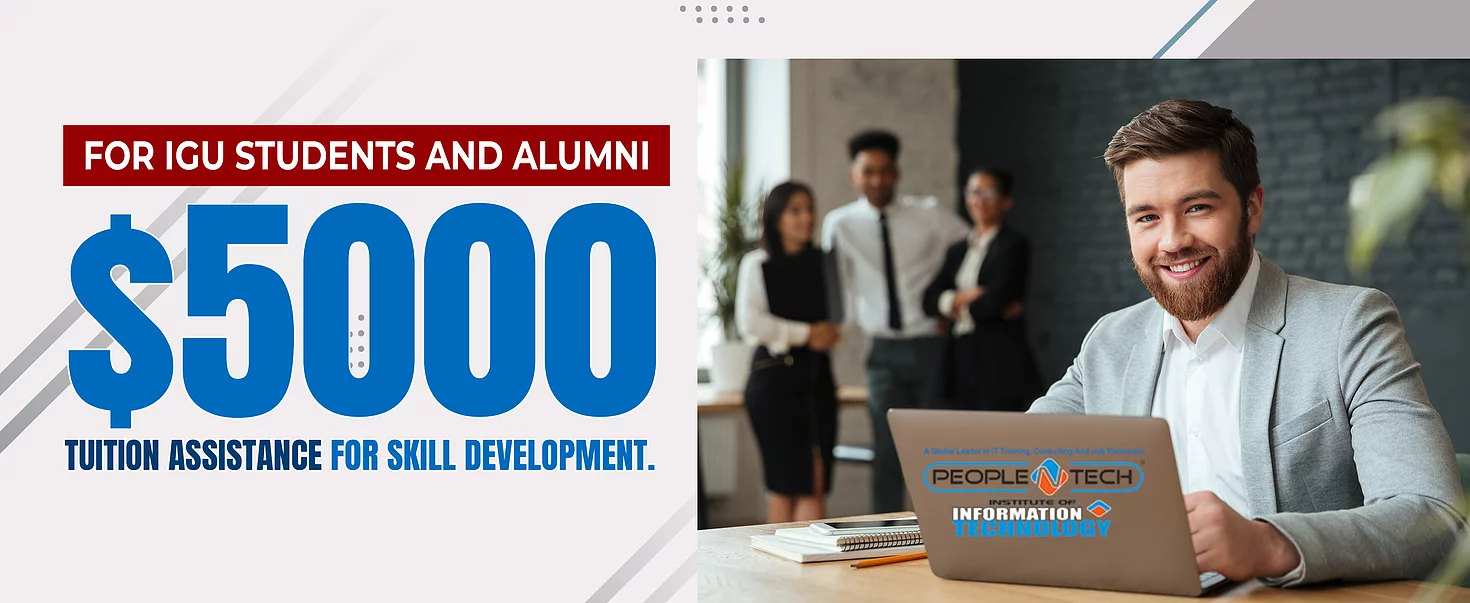 FOR IGU STUDENTS AND ALUMNI
$5000
TUITION ASSISTANCE FOR SKILL DEVELOPMENT.
A Global Leader In IT Training, Consulting And Job Placement
PEOPLE N TECH
INSTITUTE OF
INFORMATION
TECHNOLOGY